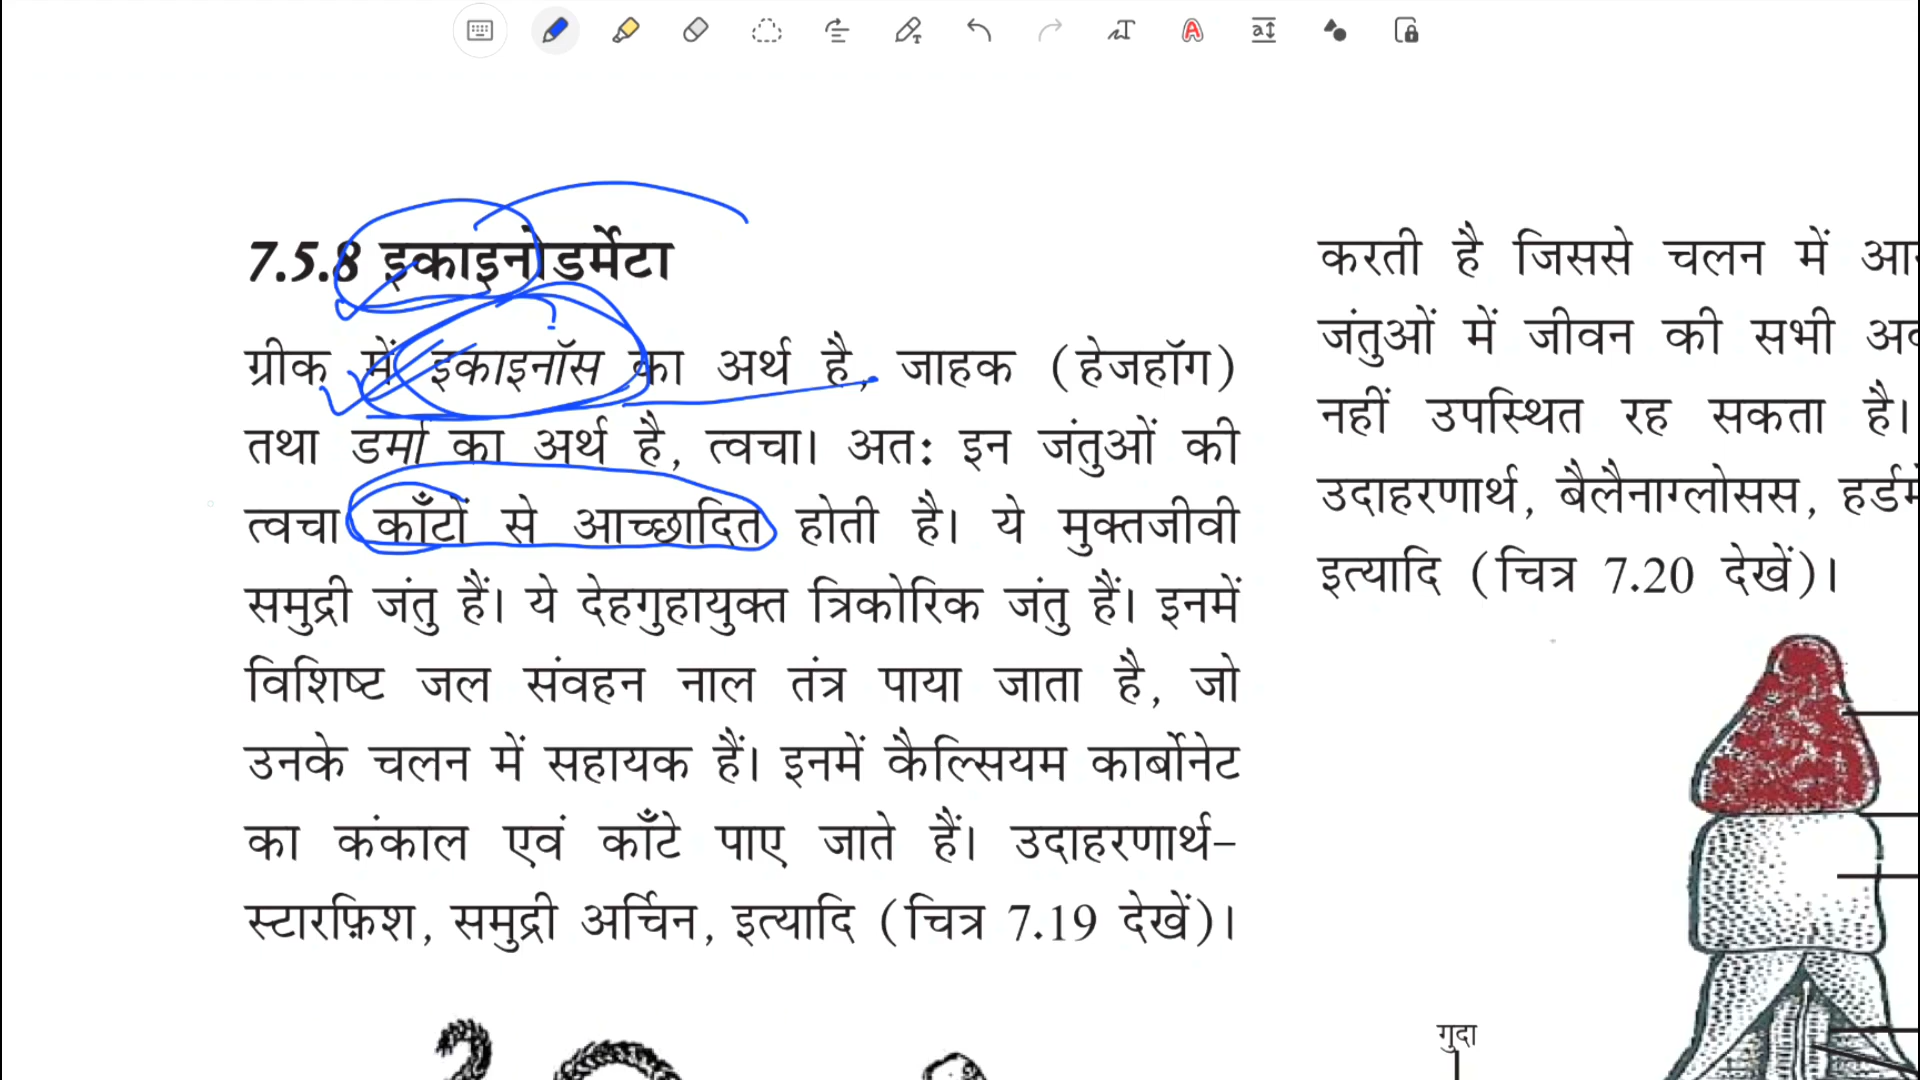 7.5.8 इकाइनोडर्मेटा
ग्रीक में इकाइनॉस का अर्थ है, जाहक (हेजहॉग)
तथा डर्मा का अर्थ है, त्वचा। अतः इन जंतुओं की
त्वचा काँटों से आच्छादित होती है। ये मुक्तजीवी
समुद्री जंतु हैं। ये देहगुहायुक्त त्रिकोरिक जंतु हैं। इनमें
विशिष्ट जल संवहन नाल तंत्र पाया जाता है, जो
उनके चलन में सहायक हैं। इनमें कैल्सियम कार्बोनेट
का कंकाल एवं काँटे पाए जाते हैं। उदाहरणार्थ–
स्टारफ़िश, समुद्री अर्चिन, इत्यादि (चित्र 7.19 देखें)।
करती है जिससे चलन में
जंतुओं में जीवन की सभी
नहीं उपस्थित रह सकता है।
उदाहरणार्थ, बैलैनाग्लोसस,
इत्यादि (चित्र 7.20 देखें)।
गुदा